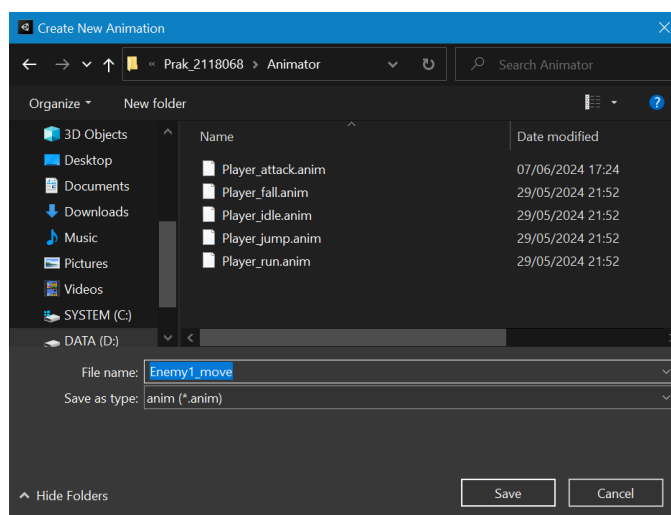 Create New Animation
« Prak_2118068 > Animator
Search Animator
Organize
New folder
?
3D Objects
Desktop
Documents
Downloads
Music
Pictures
Videos
SYSTEM (C:)
DATA (D:)
Name Date modified
Player_attack.anim 07/06/2024 17:24
Player_fall.anim 29/05/2024 21:52
Player_idle.anim 29/05/2024 21:52
Player_jump.anim 29/05/2024 21:52
Player_run.anim 29/05/2024 21:52
File name: Enemy1_move
Save as type: anim (*.anim)
Hide Folders
Save
Cancel